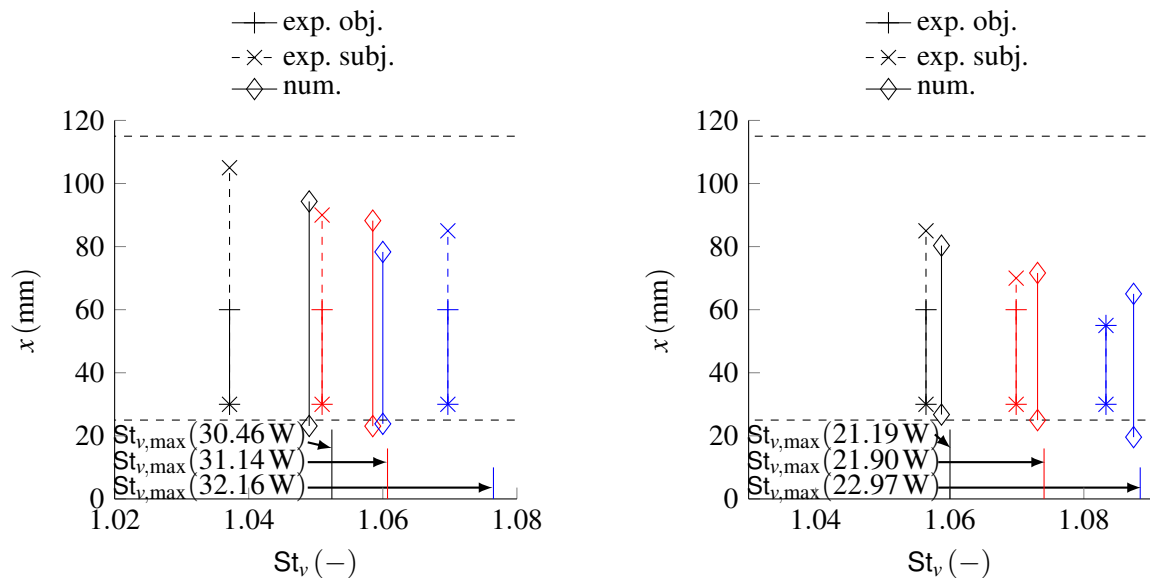 exp. obj.
exp. subj.
num.
120
100
80
60
40
20
0
x (mm)
St_v,max(30.46 W)
St_v,max(31.14 W)
St_v,max(32.16 W)
1.02 1.04 1.06 1.08
St_v (−)
exp. obj.
exp. subj.
num.
120
100
80
60
40
20
0
x (mm)
St_v,max(21.19 W)
St_v,max(21.90 W)
St_v,max(22.97 W)
1.04 1.06 1.08
St_v (−)